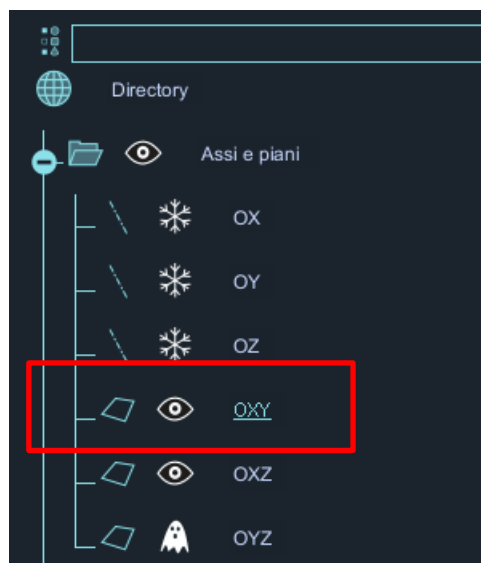 Directory
Assi e piani
OX
OY
OZ
OXY
OXZ
OYZ